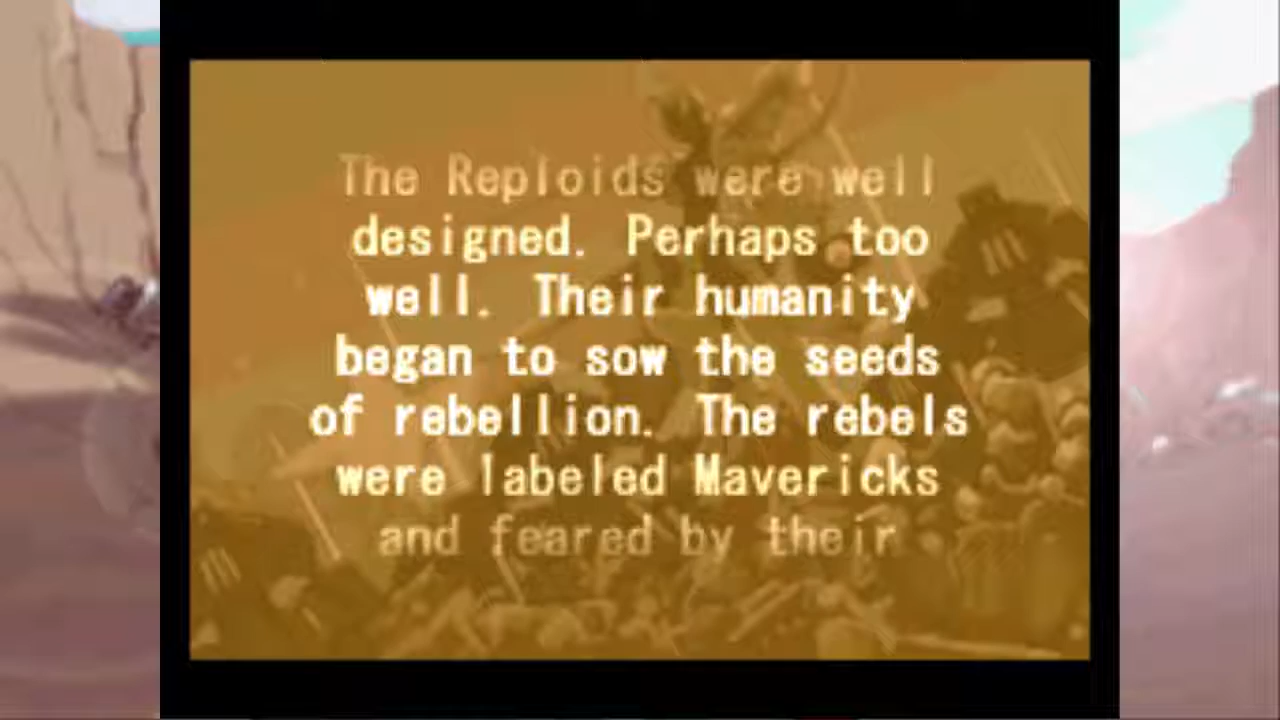 The Reploids were well
designed. Perhaps too
well. Their humanity
began to sow the seeds
of rebellion. The rebels
were labeled Mavericks
and feared by their